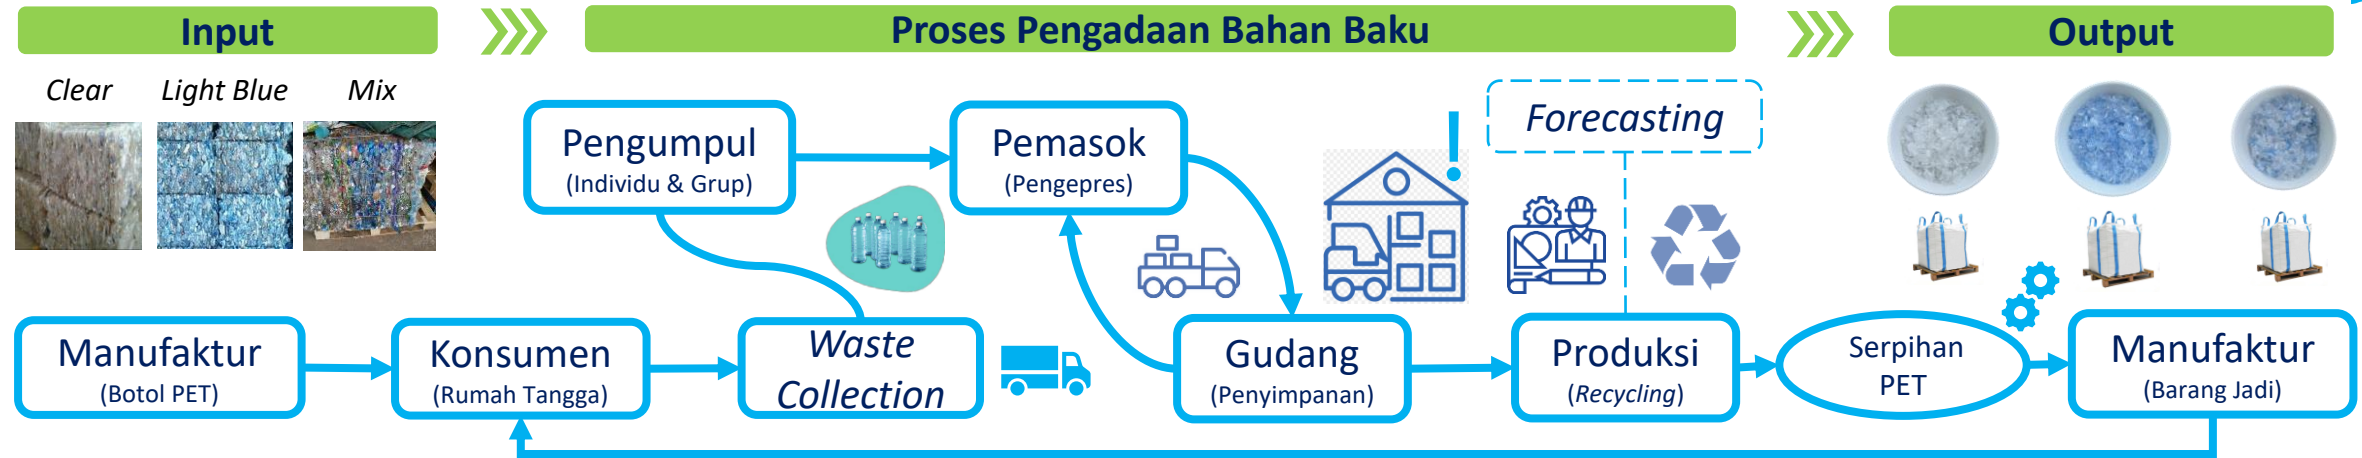 Input
Proses Pengadaan Bahan Baku
Output
Clear
Light Blue
Mix
Pengumpul
(Individu & Grup)
Pemasok
(Pengepres)
!
Forecasting
Manufaktur
(Botol PET)
Konsumen
(Rumah Tangga)
Waste
Collection
Gudang
(Penyimpanan)
Produksi
(Recycling)
Serpihan
PET
Manufaktur
(Barang Jadi)